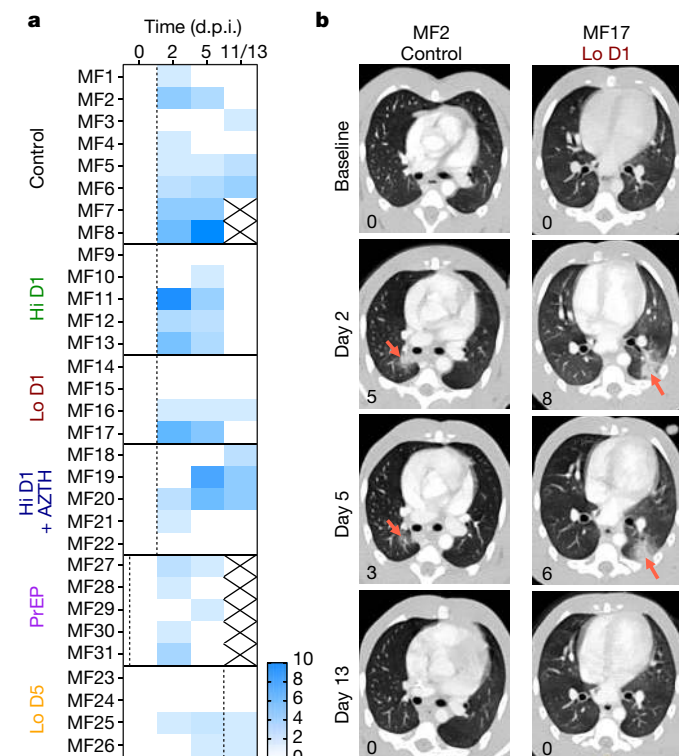 a
Time (d.p.i.)
0 2 5 11/13
Control
MF1
MF2
MF3
MF4
MF5
MF6
MF7
MF8
Hi D1
MF9
MF10
MF11
MF12
MF13
Lo D1
MF14
MF15
MF16
MF17
Hi D1
+ AZTH
MF18
MF19
MF20
MF21
MF22
PrEP
MF27
MF28
MF29
MF30
MF31
Lo D5
MF23
MF24
MF25
MF26
10
8
6
4
2
0
b
MF2
Control
MF17
Lo D1
Baseline
0
0
Day 2
5
8
Day 5
3
6
Day 13
0
0